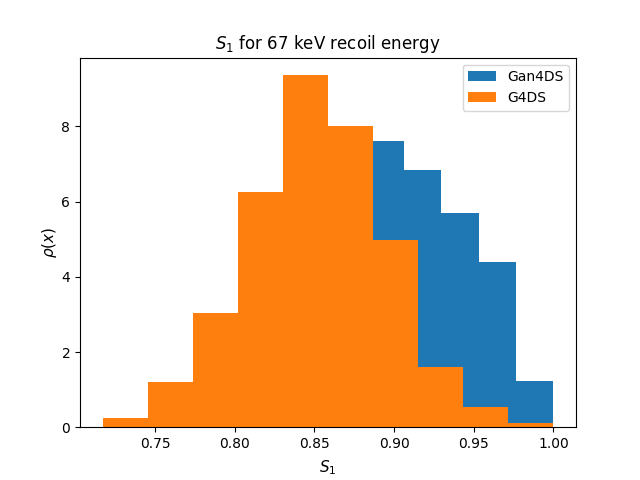 S₁ for 67 keV recoil energy
Gan4DS
G4DS
ρ(x)
8
6
4
2
0
0.75 0.80 0.85 0.90 0.95 1.00
S₁